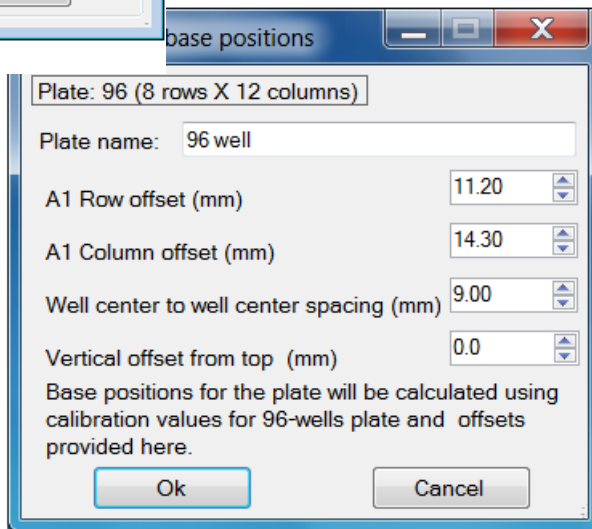 base positions
Plate: 96 (8 rows X 12 columns)
Plate name: 96 well
A1 Row offset (mm) 11.20
A1 Column offset (mm) 14.30
Well center to well center spacing (mm) 9.00
Vertical offset from top (mm) 0.0
Base positions for the plate will be calculated using
calibration values for 96-wells plate and offsets
provided here.
Ok Cancel